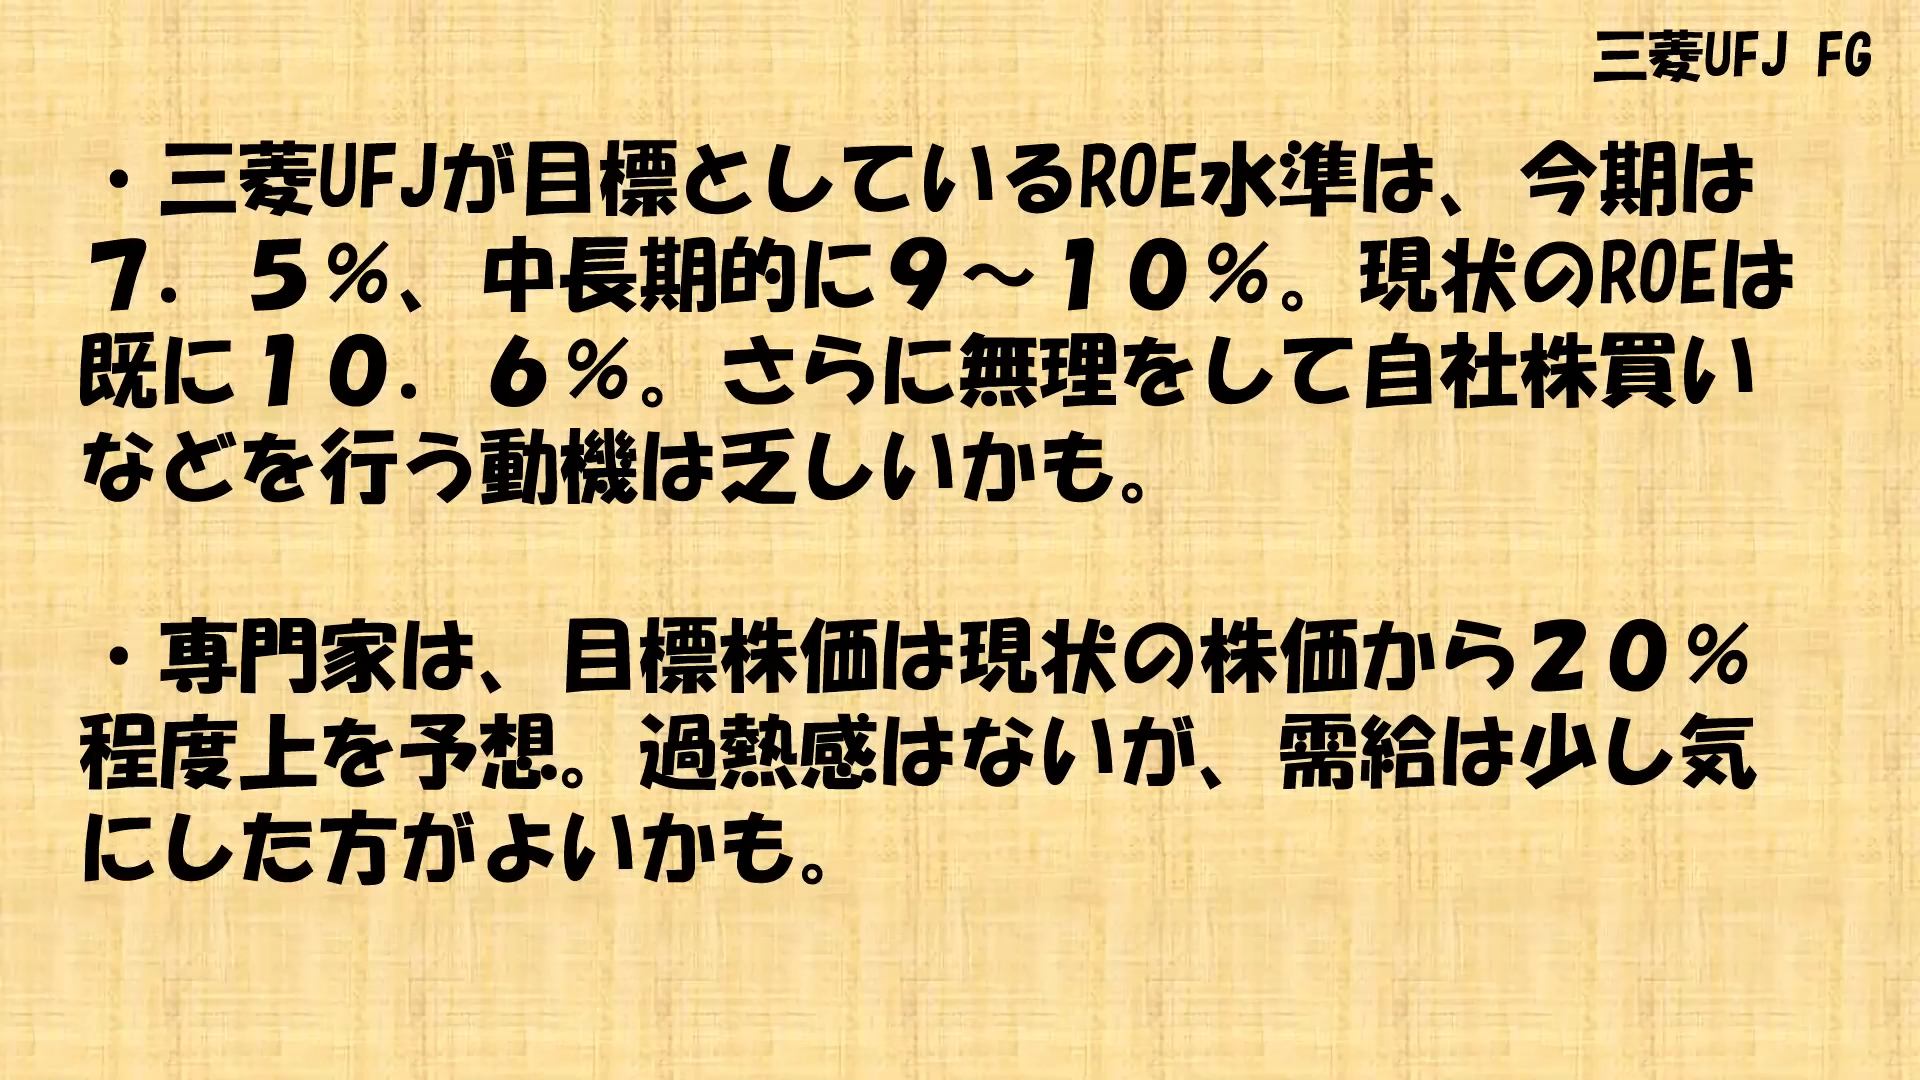 三菱UFJ FG
・三菱UFJが目標としているROE水準は、今期は
７．５％、中長期的に９～１０％。現状のROEは
既に１０．６％。さらに無理をして自社株買い
などを行う動機は乏しいかも。
・専門家は、目標株価は現状の株価から２０％
程度上を予想。過熱感はないが、需給は少し気
にした方がよいかも。